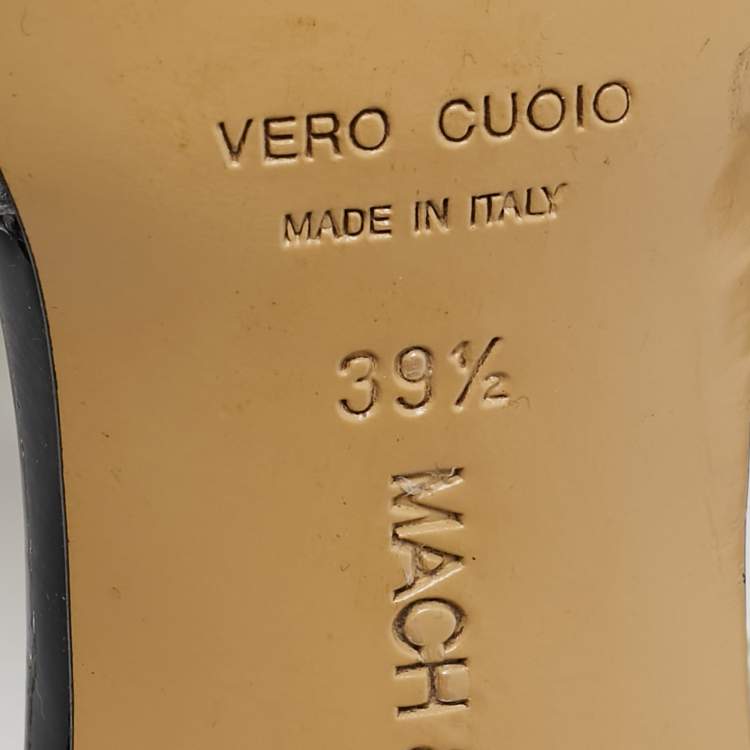 VERO CUOIO
MADE IN ITALY
39½
MACH